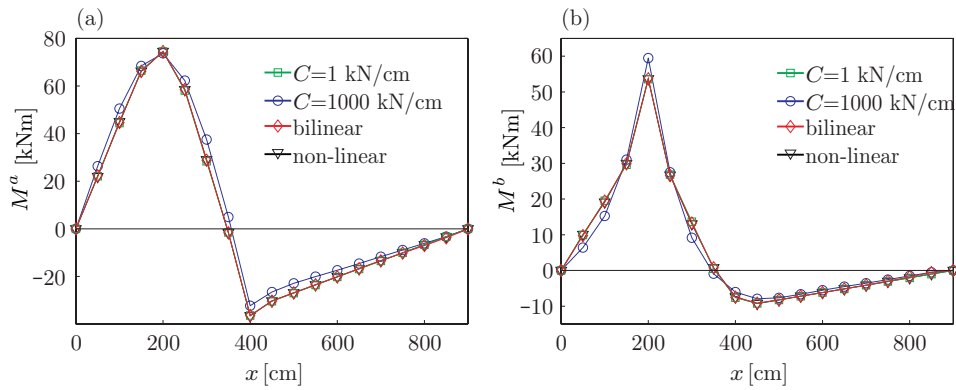 (a)
80
60
40
20
0
−20
M^a [kNm]
0 200 400 600 800
x [cm]
C=1 kN/cm
C=1000 kN/cm
bilinear
non-linear
(b)
60
50
40
30
20
10
0
−10
M^b [kNm]
0 200 400 600 800
x [cm]
C=1 kN/cm
C=1000 kN/cm
bilinear
non-linear